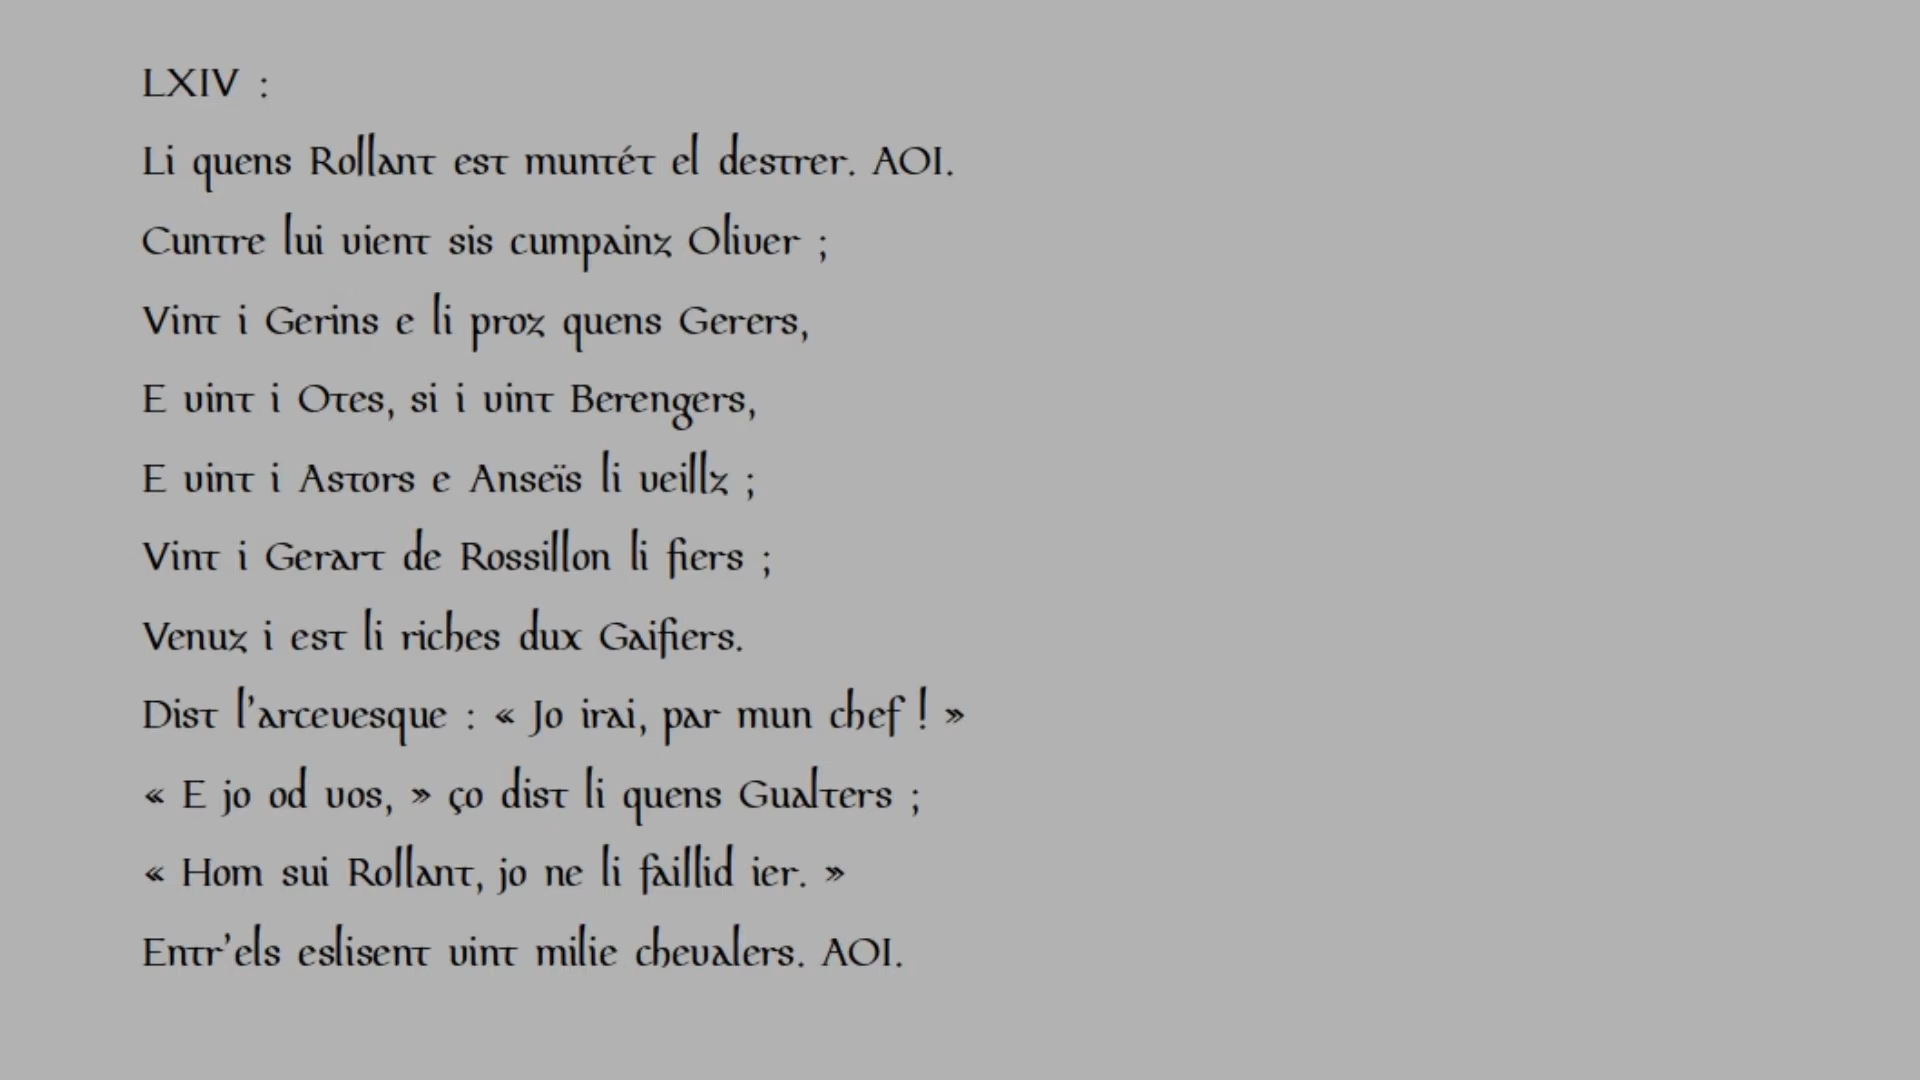 LXIV :
Li quens Rollant est muntét el destrer. AOI.
Cuntre lui vient sis cumpainz Oliver ;
Vint i Gerins e li proz quens Gerers,
E vint i Otes, si i vint Berengers,
E vint i Astors e Anseïs li veillz ;
Vint i Gerart de Rossillon li fiers ;
Venuz i est li riches dux Gaifiers.
Dist l’arcevesque : « Jo irai, par mun chef ! »
« E jo od vos, » ço dist li quens Gualters ;
« Hom sui Rollant, jo ne li faillid ier. »
Entr’els eslisent vint milie chevalers. AOI.